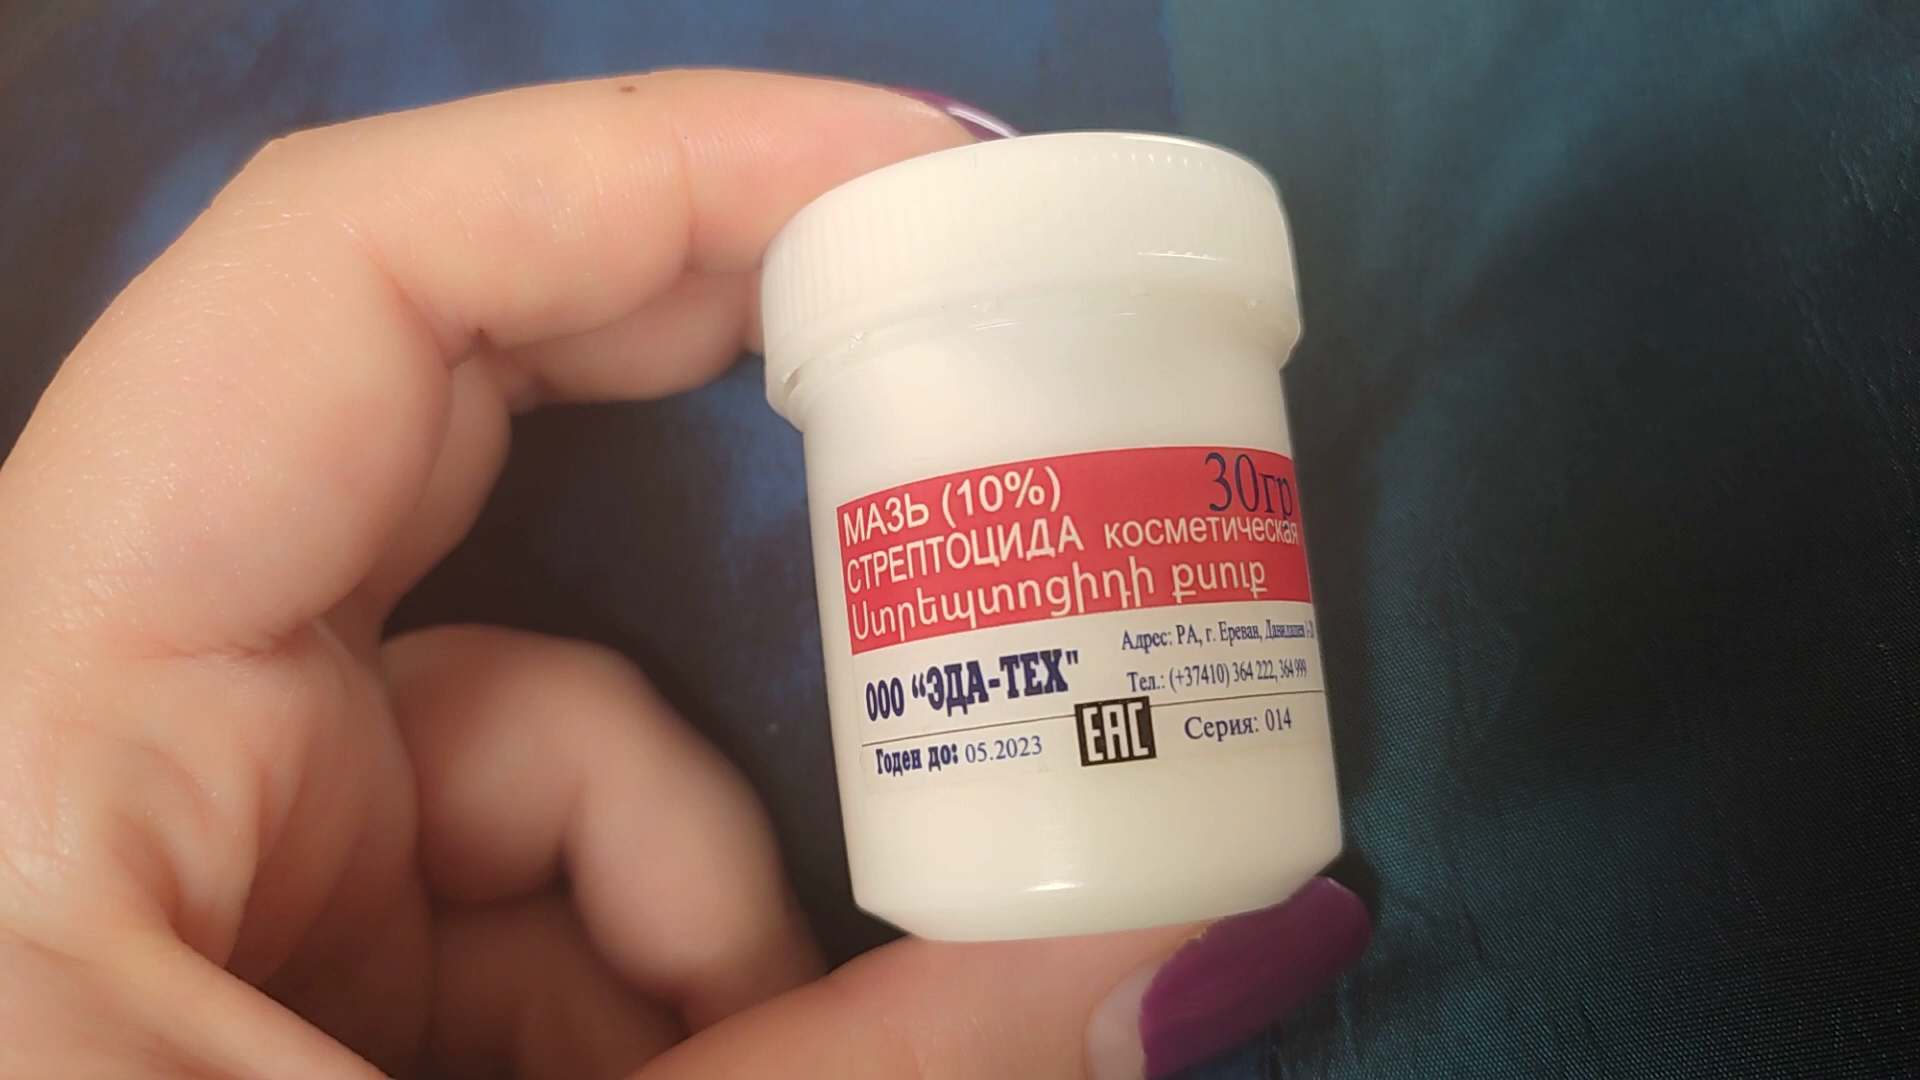 МАЗЬ (10%) 30гр
СТРЕПТОЦИДА косметическая
Ստրեպտոցիդի քսուք
ООО “ЭДА-ТЕХ"
Адрес: РА, г. Ереван,
Тел.: (+37410) 364 222, 364 999
Годен до: 05.2023
EAC
Серия: 014